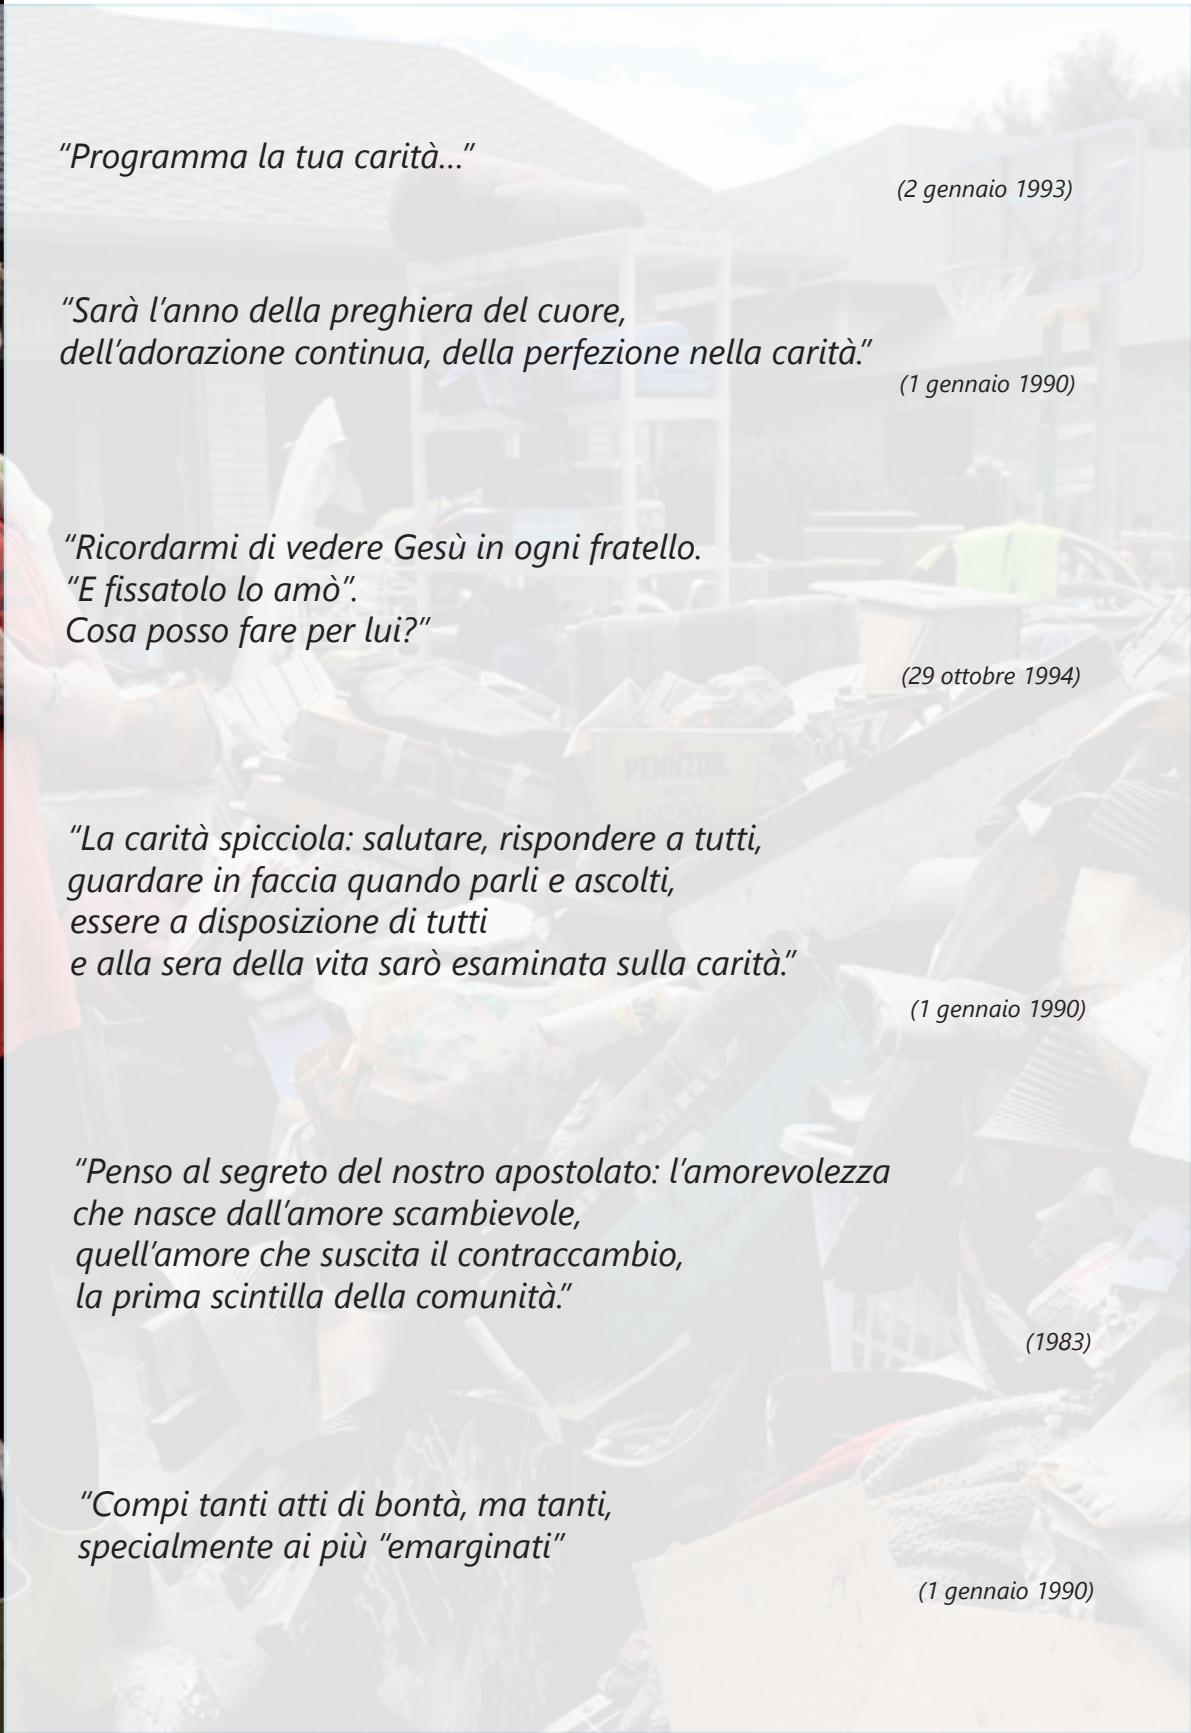 “Programma la tua carità...”
(2 gennaio 1993)
“Sarà l’anno della preghiera del cuore,
dell’adorazione continua, della perfezione nella carità.”
(1 gennaio 1990)
“Ricordarmi di vedere Gesù in ogni fratello.
“E fissatolo lo amò”.
Cosa posso fare per lui?”
(29 ottobre 1994)
PENNZOIL
“La carità spicciola: salutare, rispondere a tutti,
guardare in faccia quando parli e ascolti,
essere a disposizione di tutti
e alla sera della vita sarò esaminata sulla carità.”
(1 gennaio 1990)
“Penso al segreto del nostro apostolato: l’amorevolezza
che nasce dall’amore scambievole,
quell’amore che suscita il contraccambio,
la prima scintilla della comunità.”
(1983)
“Compi tanti atti di bontà, ma tanti,
specialmente ai più “emarginati”
(1 gennaio 1990)